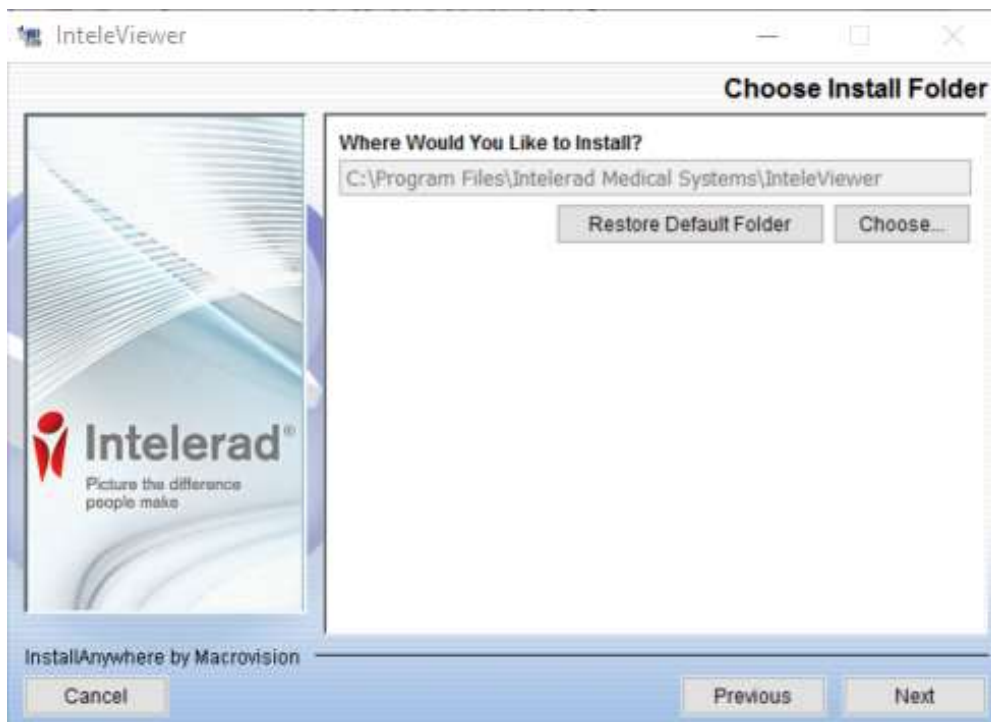 InteleViewer
Choose Install Folder
Where Would You Like to Install?
C:\Program Files\Intelerad Medical Systems\InteleViewer
Restore Default Folder
Choose...
Intelerad®
Picture the difference
people make
InstallAnywhere by Macrovision
Cancel
Previous
Next